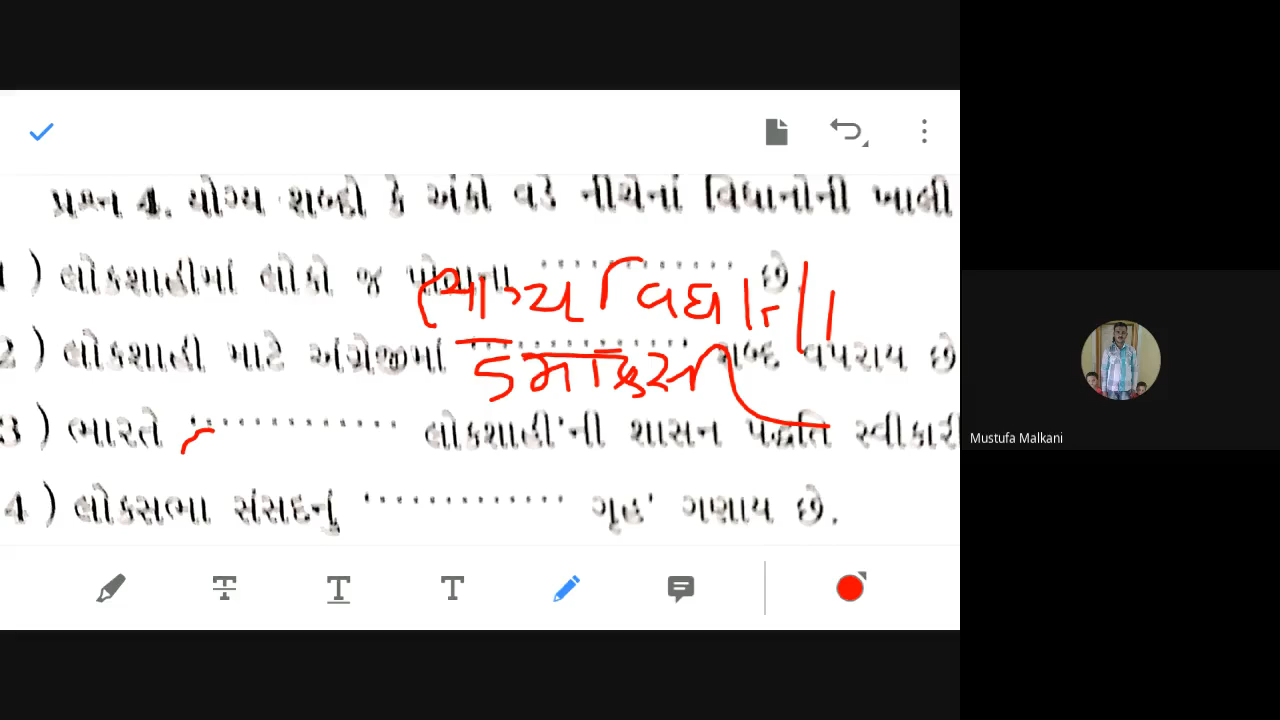 પ્રશ્ન 4. યોગ્ય શબ્દો કે અંકો વડે નીચેનાં વિધાનોની ખાલી
1 ) લોકશાહીમાં લોકો જ પોતાના ............. છે.
ભાગ્ય વિધાતા
2 ) લોકશાહી માટે અંગ્રેજીમાં .............. શબ્દ વપરાય છે
ડેમોક્રસી
3 ) ભારતે .............. લોકશાહી'ની શાસન પદ્ધતિ સ્વીકારી
4 ) લોકસભા સંસદનું ............. ગૃહ' ગણાય છે.
Mustufa Malkani